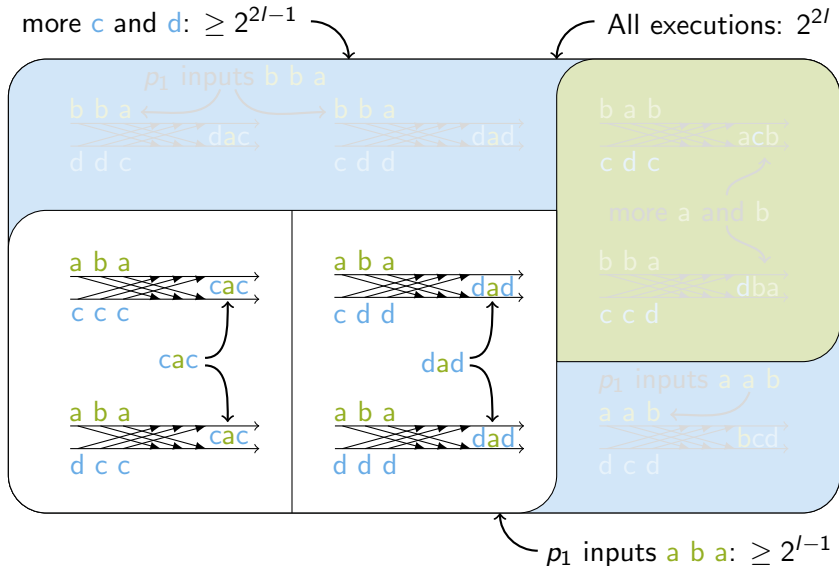 more c and d: ≥ 2^{2l−1}
All executions: 2^{2l}
p₁ inputs b b a
b b a
dac
d d c
b b a
dad
c d d
b a b
acb
c d c
more a and b
b b a
dba
c c d
a b a
cac
c c c
a b a
dad
c d d
cac
dad
a b a
cac
d c c
a b a
dad
d d d
p₁ inputs a a b
a a b
bcd
d c d
p₁ inputs a b a: ≥ 2^{l−1}